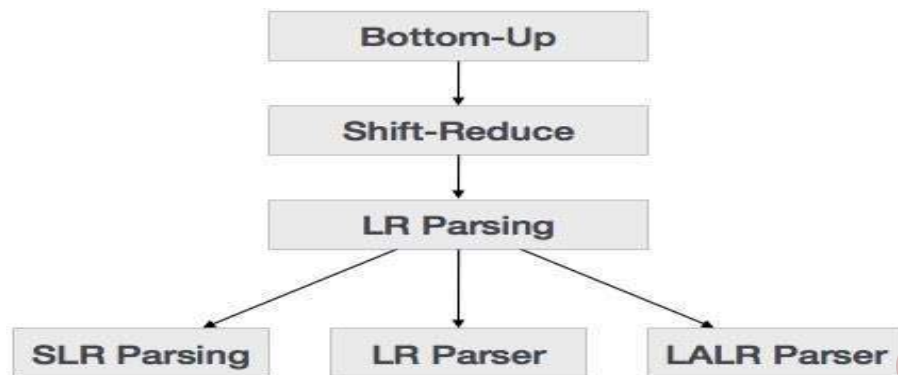 Bottom-Up
Shift-Reduce
LR Parsing
SLR Parsing
LR Parser
LALR Parser